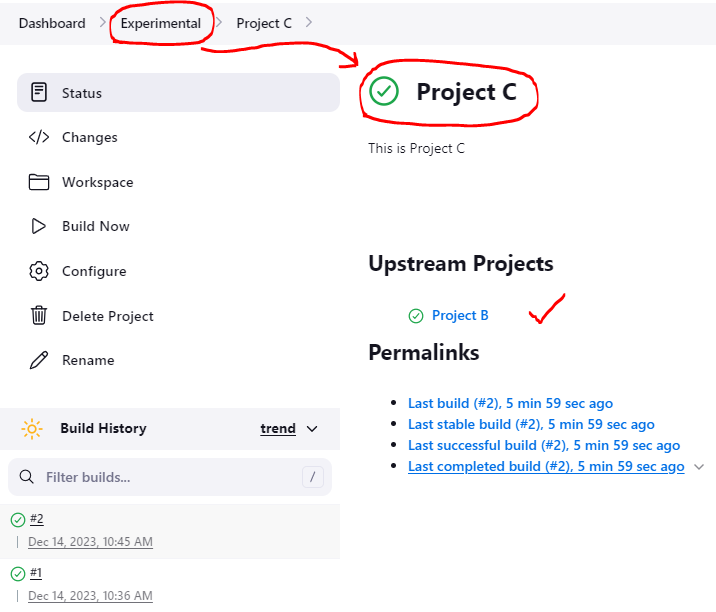 Dashboard > Experimental > Project C >
Status
Changes
Workspace
Build Now
Configure
Delete Project
Rename
Build History
trend
Filter builds...
/
#2
Dec 14, 2023, 10:45 AM
#1
Dec 14, 2023, 10:36 AM
Project C
This is Project C
Upstream Projects
Project B
Permalinks
Last build (#2), 5 min 59 sec ago
Last stable build (#2), 5 min 59 sec ago
Last successful build (#2), 5 min 59 sec ago
Last completed build (#2), 5 min 59 sec ago